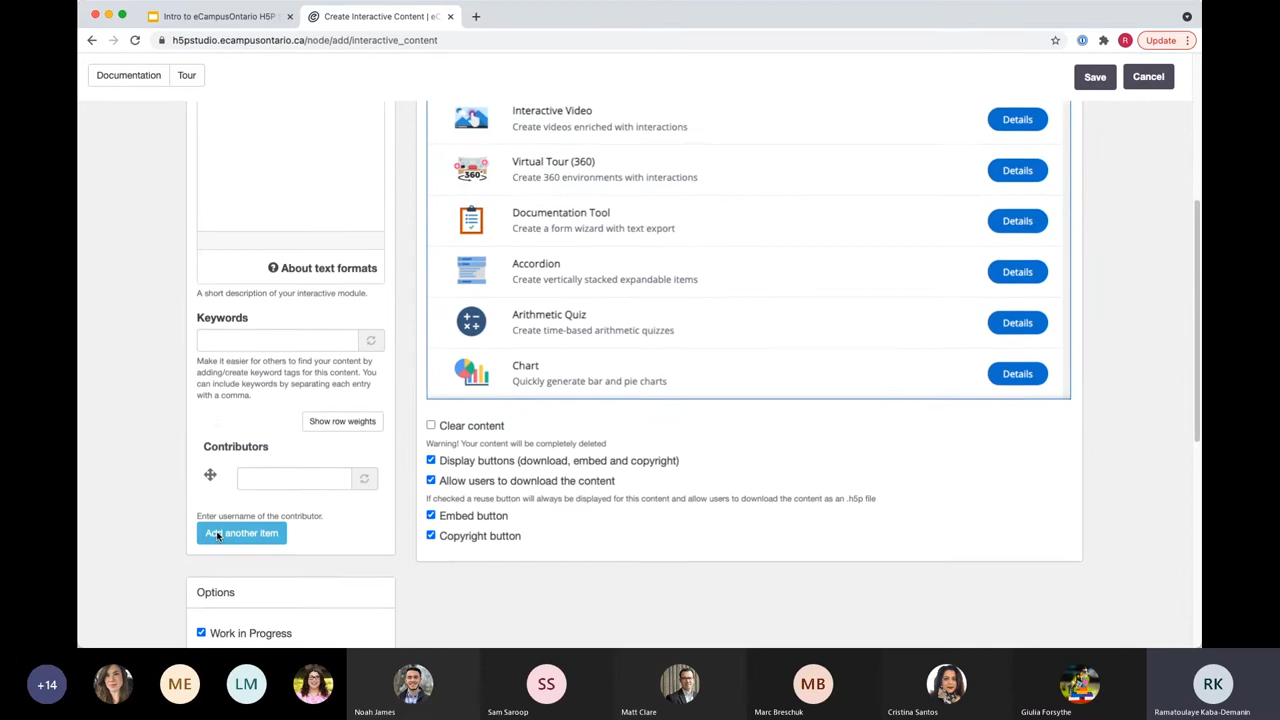 Intro to eCampusOntario H5P S
Create Interactive Content | eC
h5pstudio.ecampusontario.ca/node/add/interactive_content
R
Update
Documentation
Tour
Save
Cancel
Interactive Video
Create videos enriched with interactions
Details
360
Virtual Tour (360)
Create 360 environments with interactions
Details
Documentation Tool
Create a form wizard with text export
Details
Accordion
Create vertically stacked expandable items
Details
Arithmetic Quiz
Create time-based arithmetic quizzes
Details
Chart
Quickly generate bar and pie charts
Details
About text formats
A short description of your interactive module.
Keywords
Make it easier for others to find your content by
adding/create keyword tags for this content. You
can include keywords by separating each entry
with a comma.
Show row weights
Contributors
Enter username of the contributor.
Add another item
Options
Work in Progress
Clear content
Warning! Your content will be completely deleted
Display buttons (download, embed and copyright)
Allow users to download the content
If checked a reuse button will always be displayed for this content and allow users to download the content as an .h5p file
Embed button
Copyright button
+14
ME
LM
Noah James
SS
Sam Saroop
Matt Clare
MB
Marc Breschuk
Cristina Santos
Giulia Forsythe
RK
Ramatoulaye Kaba-Demanin